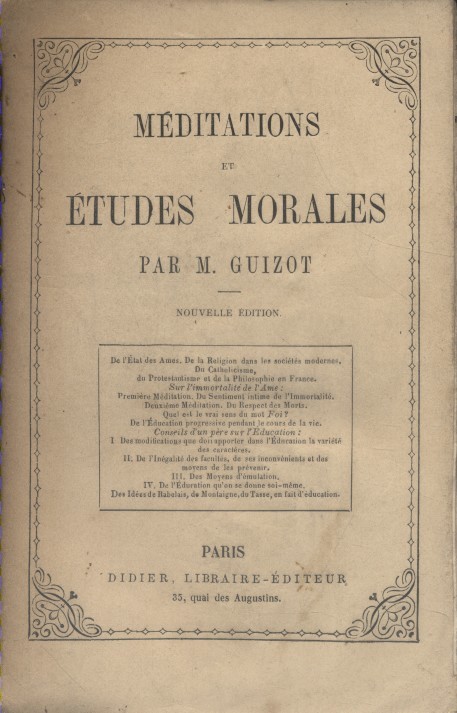 MÉDITATIONS
ET
ÉTUDES MORALES
PAR M. GUIZOT
NOUVELLE ÉDITION.
De l'État des Ames. De la Religion dans les sociétés modernes.
Du Catholicisme,
du Protestantisme et de la Philosophie en France.
Sur l'immortalité de l'Ame :
Première Méditation. Du Sentiment intime de l'Immortalité.
Deuxième Méditation. Du Respect des Morts.
Quel est le vrai sens du mot Foi ?
De l'Éducation progressive pendant le cours de la vie.
Conseils d'un père sur l'Éducation :
I. Des modifications que doit apporter dans l'Éducation la variété
des caractères.
II. De l'Inégalité des facultés, de ses inconvénients et des
moyens de les prévenir.
III. Des Moyens d'émulation.
IV. De l'Éducation qu'on se donne soi-même.
Des Idées de Rabelais, de Montaigne, du Tasse, en fait d'éducation.
PARIS
DIDIER, LIBRAIRE-ÉDITEUR
35, quai des Augustins.